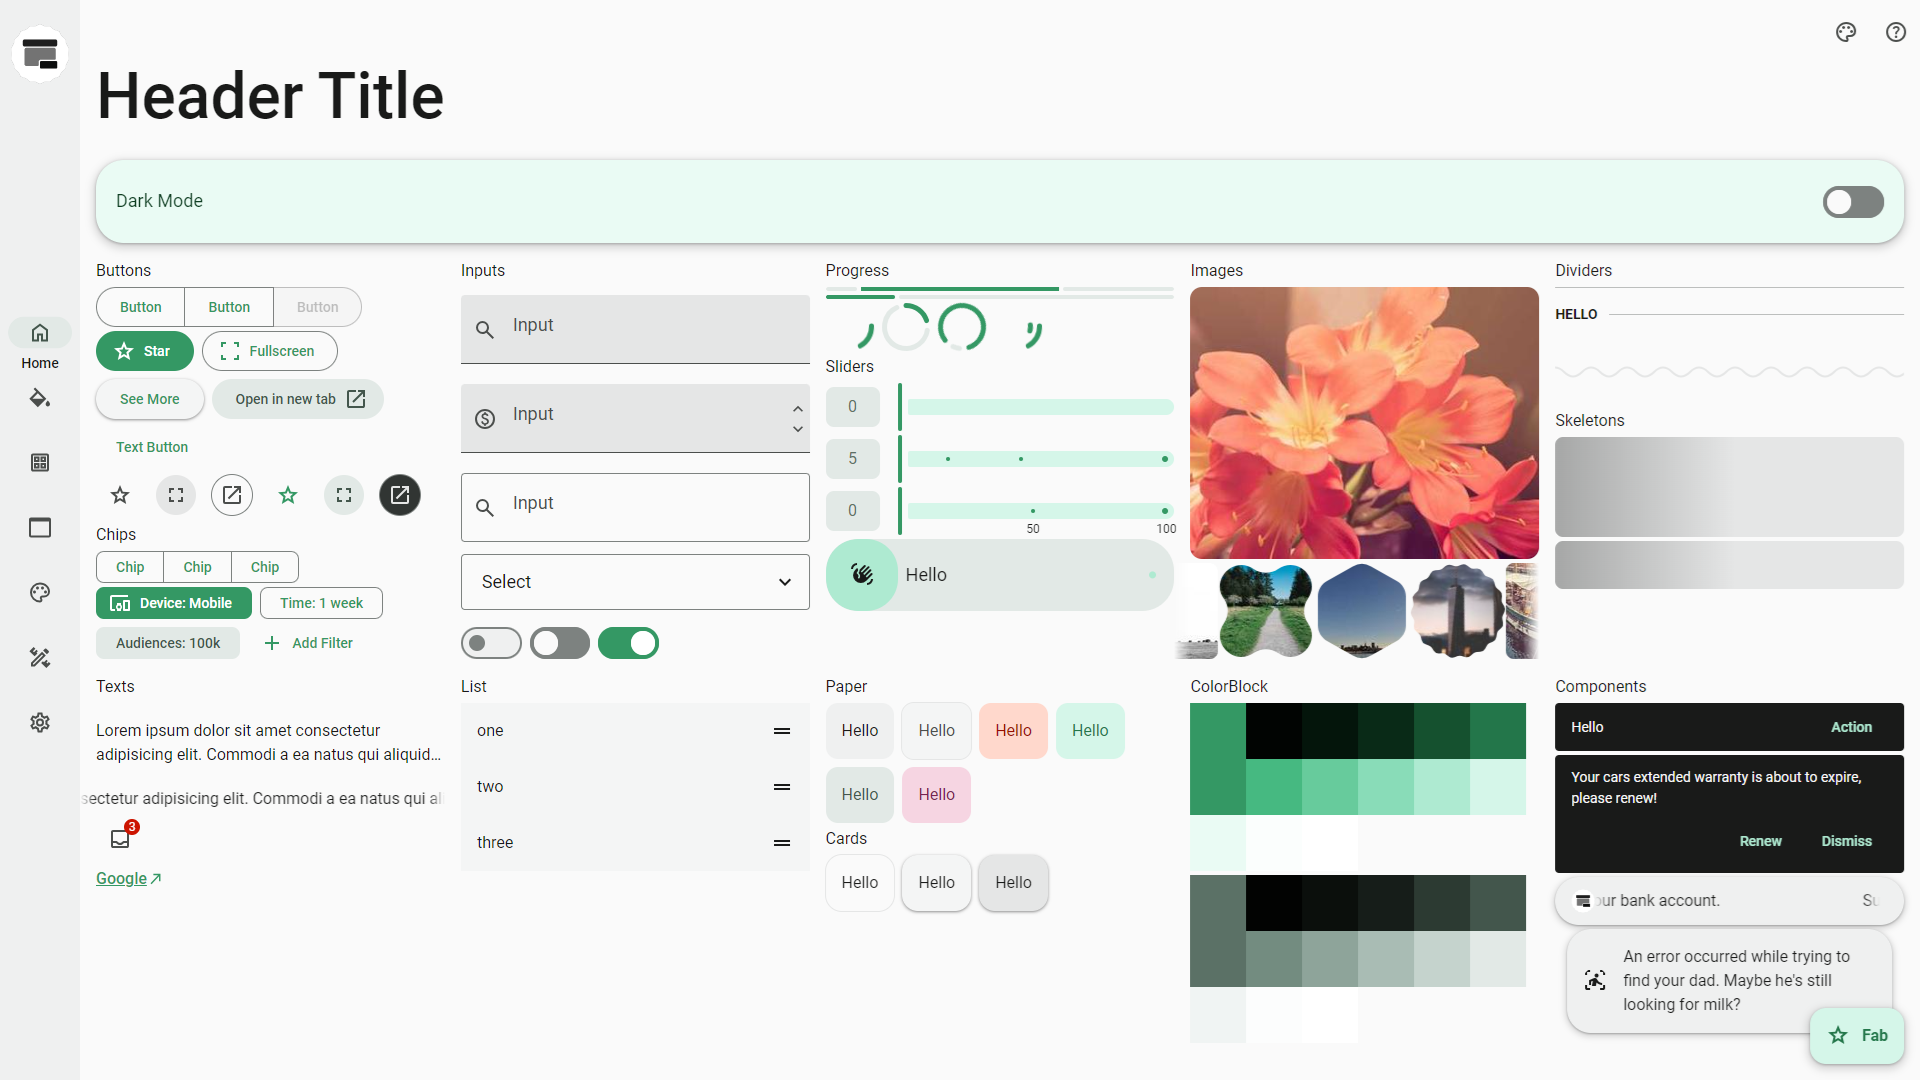 Header Title
Dark Mode
Home
Buttons
Button
Button
Button
Star
Fullscreen
See More
Open in new tab
Text Button
Chips
Chip
Chip
Chip
Device: Mobile
Time: 1 week
Audiences: 100k
Add Filter
Inputs
Input
Input
Input
Select
Progress
Sliders
0
5
0
50
100
Hello
Images
Dividers
HELLO
Skeletons
Texts
Lorem ipsum dolor sit amet consectetur
adipisicing elit. Commodi a ea natus qui aliquid...
sectetur adipisicing elit. Commodi a ea natus qui al
3
Google
List
one
two
three
Paper
Hello
Hello
Hello
Hello
Hello
Hello
Cards
Hello
Hello
Hello
ColorBlock
Components
Hello
Action
Your cars extended warranty is about to expire,
please renew!
Renew
Dismiss
our bank account.
Su
An error occurred while trying to
find your dad. Maybe he's still
looking for milk?
Fab